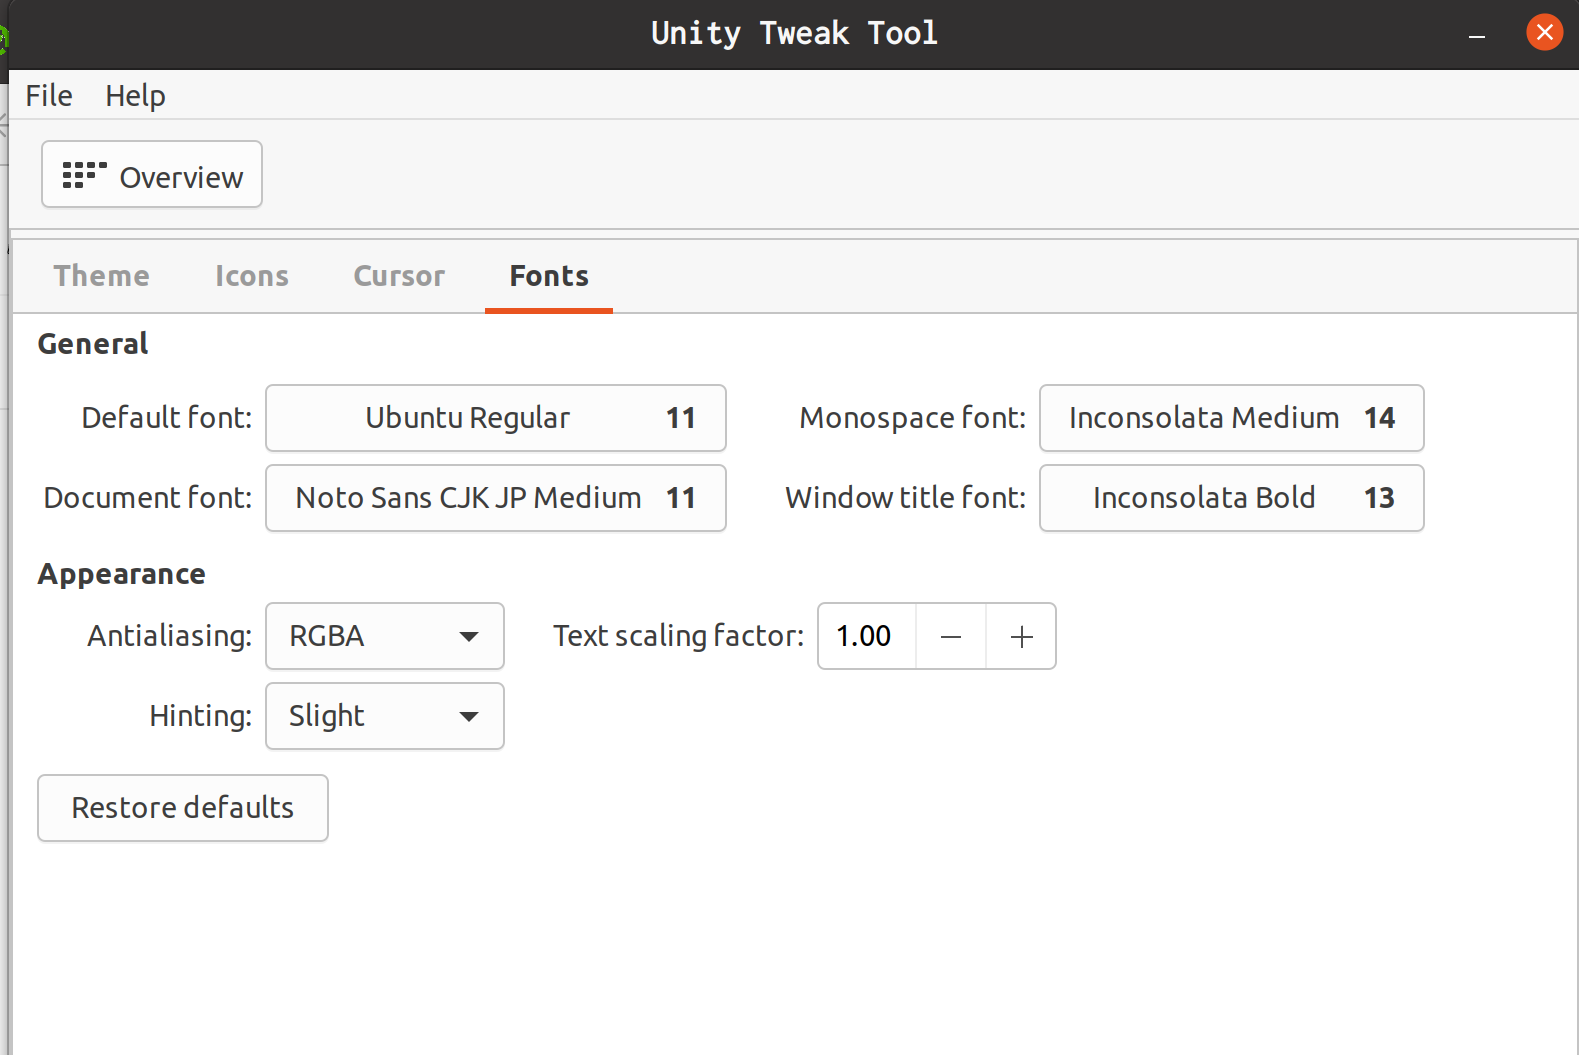 Unity Tweak Tool
File Help
Overview
Theme Icons Cursor Fonts
General
Default font: Ubuntu Regular 11 Monospace font: Inconsolata Medium 14
Document font: Noto Sans CJK JP Medium 11 Window title font: Inconsolata Bold 13
Appearance
Antialiasing: RGBA Text scaling factor: 1.00
Hinting: Slight
Restore defaults